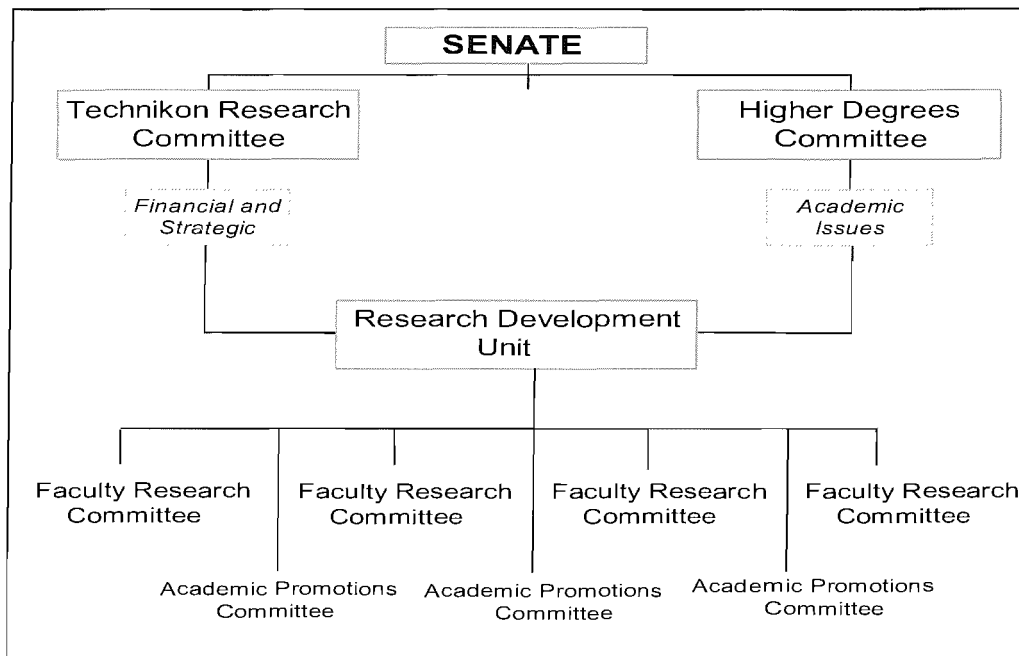 SENATE
Technikon Research
Committee
Higher Degrees
Committee
Financial and
Strategic
Academic
Issues
Research Development
Unit
Faculty Research
Committee
Faculty Research
Committee
Faculty Research
Committee
Faculty Research
Committee
Academic Promotions
Committee
Academic Promotions
Committee
Academic Promotions
Committee